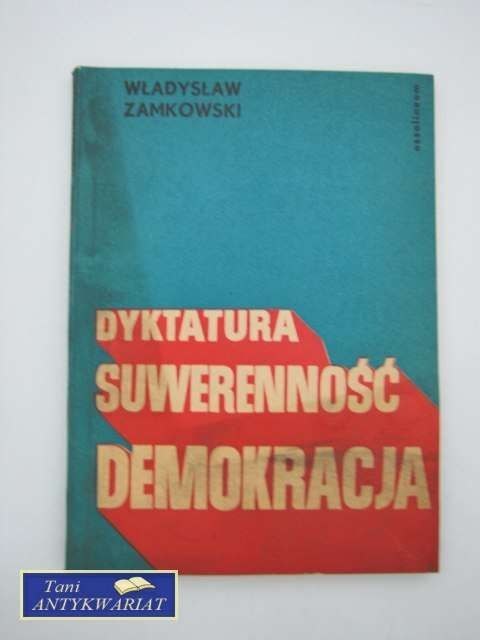 WŁADYSŁAW
ZAMKOWSKI
ossolineum
DYKTATURA
SUWERENNOŚĆ
DEMOKRACJA
Tani
ANTYKWARIAT